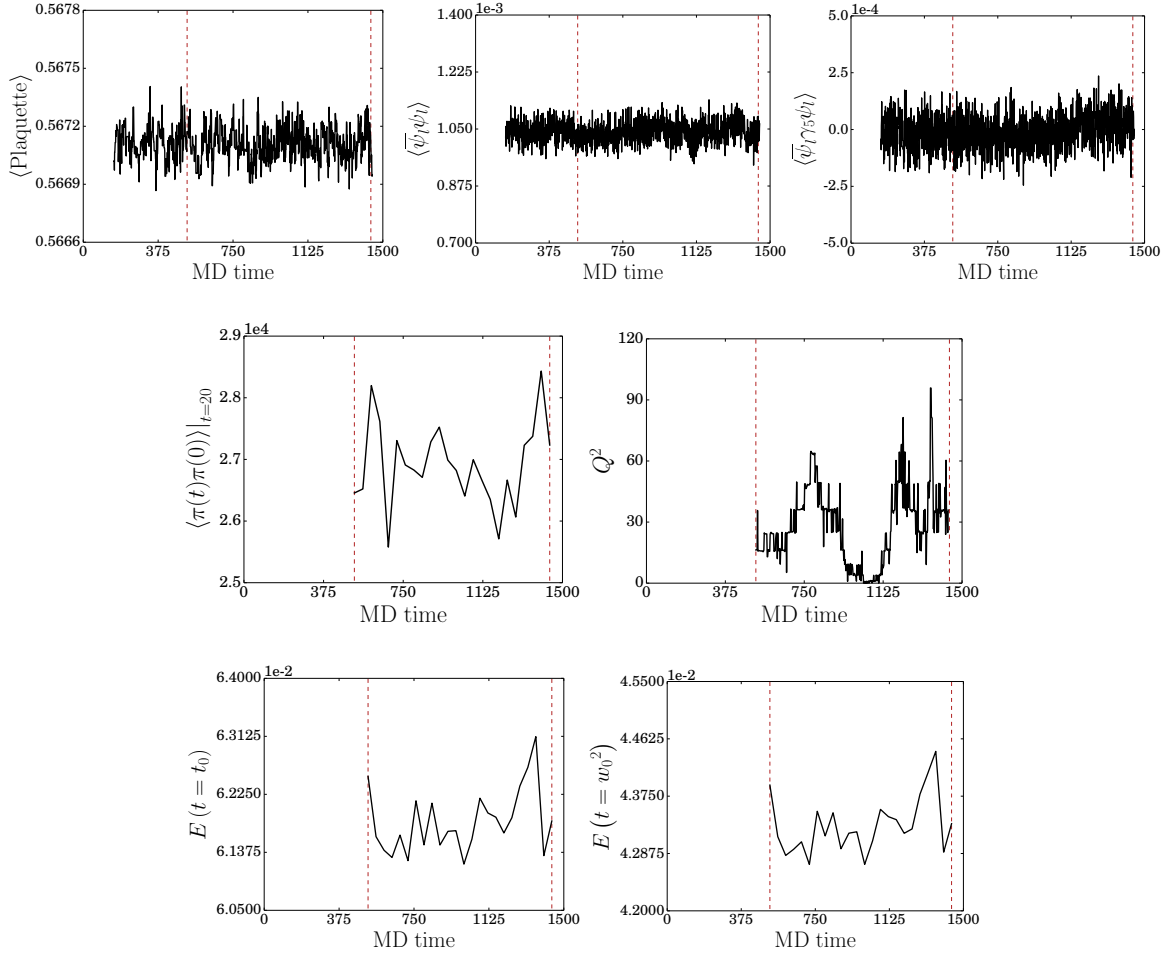 ⟨Plaquette⟩
0.5678
0.5675
0.5672
0.5669
0.5666
0 375 750 1125 1500
MD time
⟨ψ̅_lψ_l⟩
1e-3
1.400
1.225
1.050
0.875
0.700
0 375 750 1125 1500
MD time
⟨ψ̅_lγ_5ψ_l⟩
1e-4
5.0
2.5
0.0
-2.5
-5.0
0 375 750 1125 1500
MD time
⟨π(t)π(0)⟩|_{t=20}
1e4
2.9
2.8
2.7
2.6
2.5
0 375 750 1125 1500
MD time
Q^2
120
90
60
30
0
0 375 750 1125 1500
MD time
E (t = t_0)
1e-2
6.4000
6.3125
6.2250
6.1375
6.0500
0 375 750 1125 1500
MD time
E (t = w_0^2)
1e-2
4.5500
4.4625
4.3750
4.2875
4.2000
0 375 750 1125 1500
MD time